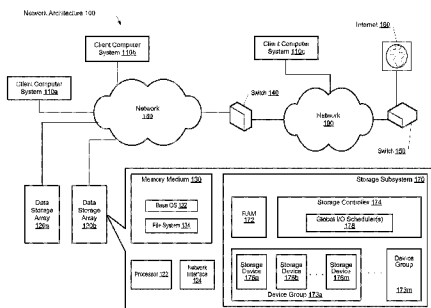 Network Architecture 100
Internet 160
Client Computer
System 110b
Client Computer
System 110c
Client Computer
System 110a
Switch 140
Network
180
Network
190
Switch 150
Data
Storage
Array
120a
Data
Storage
Array
120b
Memory Medium 130
Base OS 132
File System 134
Processor 122
Network
Interface
124
Storage Subsystem 170
RAM
172
Storage Controller 174
Global I/O Scheduler(s)
178
Storage
Device
176a
Storage
Device
176b
Storage
Device
176m
Device Group 173a
Device
Group
173m